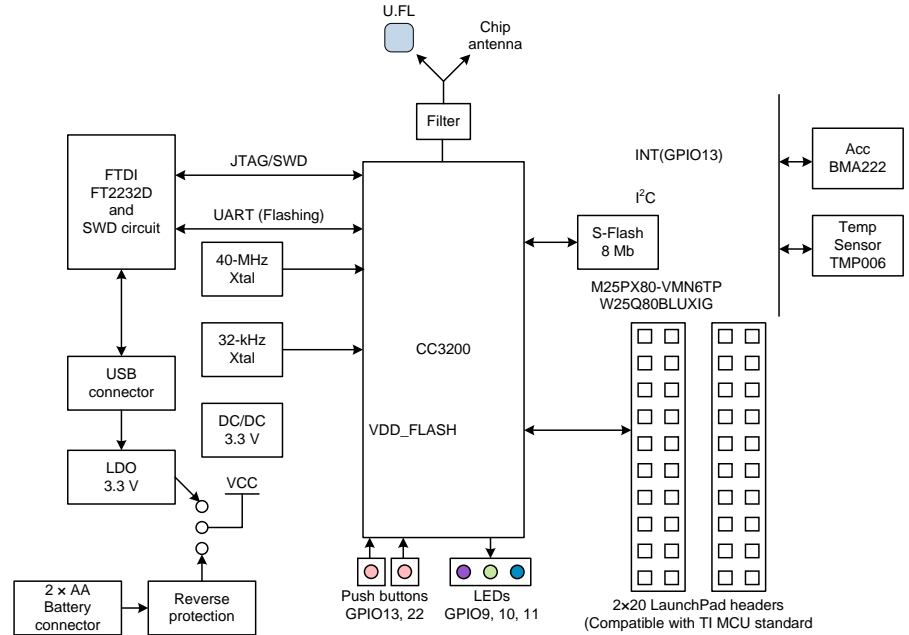 U.FL
Chip
antenna
Filter
FTDI
FT2232D
and
SWD circuit
JTAG/SWD
UART (Flashing)
INT(GPIO13)
Acc
BMA222
I2C
S-Flash
8 Mb
Temp
Sensor
TMP006
40-MHz
Xtal
M25PX80-VMN6TP
W25Q80BLUXIG
32-kHz
Xtal
CC3200
USB
connector
DC/DC
3.3 V
VDD_FLASH
LDO
3.3 V
VCC
2 × AA
Battery
connector
Reverse
protection
Push buttons
GPIO13, 22
LEDs
GPIO9, 10, 11
2×20 LaunchPad headers
(Compatible with TI MCU standard